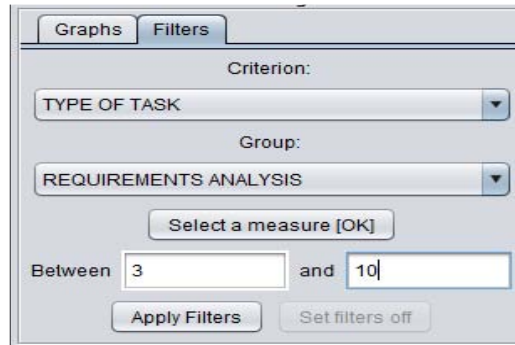 Graphs Filters
Criterion:
TYPE OF TASK
Group:
REQUIREMENTS ANALYSIS
Select a measure [OK]
Between 3 and 10
Apply Filters Set filters off